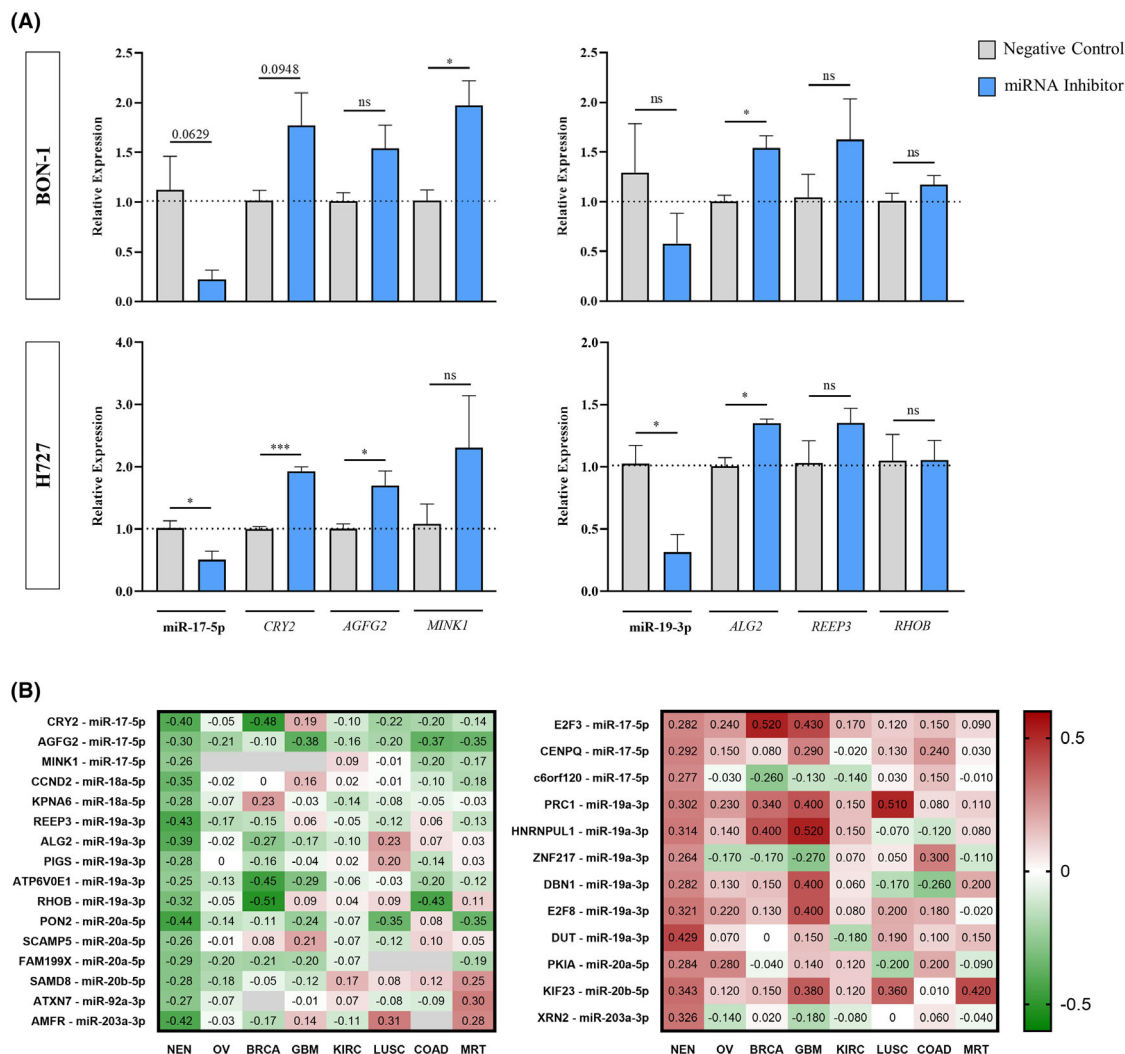 (A)
Negative Control
miRNA Inhibitor
BON-1
Relative Expression
2.5
2.0
1.5
1.0
0.5
0.0
0.0629
0.0948
ns
*
Relative Expression
2.5
2.0
1.5
1.0
0.5
0.0
ns
*
ns
ns
H727
Relative Expression
4.0
3.0
2.0
1.0
0.0
*
***
*
ns
miR-17-5p CRY2 AGFG2 MINK1
Relative Expression
2.0
1.5
1.0
0.5
0.0
*
*
ns
ns
miR-19-3p ALG2 REEP3 RHOB
(B)
CRY2 - miR-17-5p -0.40 -0.05 -0.48 0.19 -0.10 -0.22 -0.20 -0.14
AGFG2 - miR-17-5p -0.30 -0.21 -0.10 -0.38 -0.16 -0.20 -0.37 -0.35
MINK1 - miR-17-5p -0.26 0.09 -0.01 -0.20 -0.17
CCND2 - miR-18a-5p -0.35 -0.02 0 0.16 -0.02 -0.01 -0.10 -0.18
KPNA6 - miR-18a-5p -0.28 -0.07 0.23 -0.03 -0.14 -0.08 -0.05 -0.03
REEP3 - miR-19a-3p -0.43 -0.17 -0.15 0.06 -0.05 -0.12 0.06 -0.13
ALG2 - miR-19a-3p -0.39 -0.02 -0.27 -0.17 -0.10 0.23 0.07 0.03
PIGS - miR-19a-3p -0.28 0 -0.16 -0.04 0.02 0.20 -0.14 0.03
ATP6V0E1 - miR-19a-3p -0.25 -0.13 -0.45 -0.29 -0.06 -0.03 -0.20 -0.12
RHOB - miR-19a-3p -0.32 -0.05 -0.51 0.09 0.04 0.09 -0.43 0.11
PON2 - miR-20a-5p -0.44 -0.14 -0.11 -0.24 -0.07 -0.35 0.08 -0.35
SCAMP5 - miR-20a-5p -0.26 -0.01 0.08 0.21 -0.07 -0.12 0.10 0.05
FAM199X - miR-20a-5p -0.29 -0.20 -0.21 -0.20 -0.07 -0.19
SAMD8 - miR-20b-5p -0.28 -0.18 -0.05 -0.12 0.17 0.08 0.12 0.25
ATXN7 - miR-92a-3p -0.27 -0.07 -0.01 0.07 -0.08 -0.09 0.30
AMFR - miR-203a-3p -0.42 -0.03 -0.17 0.14 -0.11 0.31 0.28
NEN OV BRCA GBM KIRC LUSC COAD MRT
E2F3 - miR-17-5p 0.282 0.240 0.520 0.430 0.170 0.120 0.150 0.090
CENPQ - miR-17-5p 0.292 0.150 0.080 0.290 -0.020 0.130 0.240 0.030
c6orf120 - miR-17-5p 0.277 -0.030 -0.260 -0.130 -0.140 0.030 0.150 -0.010
PRC1 - miR-19a-3p 0.302 0.230 0.340 0.400 0.150 0.510 0.080 0.110
HNRNPUL1 - miR-19a-3p 0.314 0.140 0.400 0.520 0.150 -0.070 -0.120 0.080
ZNF217 - miR-19a-3p 0.264 -0.170 -0.170 -0.270 0.070 0.050 0.300 -0.110
DBN1 - miR-19a-3p 0.282 0.130 0.150 0.400 0.060 -0.170 -0.260 0.200
E2F8 - miR-19a-3p 0.321 0.220 0.130 0.400 0.080 0.200 0.180 -0.020
DUT - miR-19a-3p 0.429 0.070 0 0.150 -0.180 0.190 0.100 0.150
PKIA - miR-20a-5p 0.284 0.280 -0.040 0.140 0.120 -0.200 0.200 -0.090
KIF23 - miR-20b-5p 0.343 0.120 0.150 0.380 0.120 0.360 0.010 0.420
XRN2 - miR-203a-3p 0.326 -0.140 0.020 -0.180 -0.080 0 0.060 -0.040
NEN OV BRCA GBM KIRC LUSC COAD MRT
0.5
0
-0.5